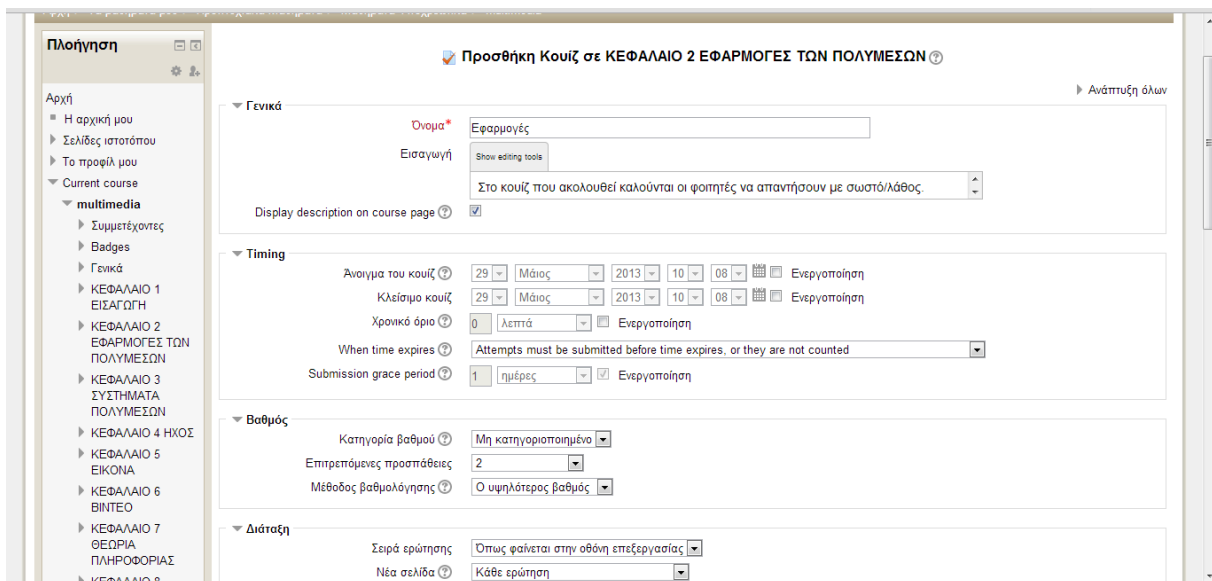 Πλοήγηση
Αρχή
Η αρχική μου
Σελίδες ιστοτόπου
Το προφίλ μου
Current course
multimedia
Συμμετέχοντες
Badges
Γενικά
ΚΕΦΑΛΑΙΟ 1
ΕΙΣΑΓΩΓΗ
ΚΕΦΑΛΑΙΟ 2
ΕΦΑΡΜΟΓΕΣ ΤΩΝ
ΠΟΛΥΜΕΣΩΝ
ΚΕΦΑΛΑΙΟ 3
ΣΥΣΤΗΜΑΤΑ
ΠΟΛΥΜΕΣΩΝ
ΚΕΦΑΛΑΙΟ 4 ΗΧΟΣ
ΚΕΦΑΛΑΙΟ 5
ΕΙΚΟΝΑ
ΚΕΦΑΛΑΙΟ 6
ΒΙΝΤΕΟ
ΚΕΦΑΛΑΙΟ 7
ΘΕΩΡΙΑ
ΠΛΗΡΟΦΟΡΙΑΣ
ΚΕΦΑΛΑΙΟ 8
Προσθήκη Κουίζ σε ΚΕΦΑΛΑΙΟ 2 ΕΦΑΡΜΟΓΕΣ ΤΩΝ ΠΟΛΥΜΕΣΩΝ
Ανάπτυξη όλων
Γενικά
Όνομα* Εφαρμογές
Εισαγωγή Show editing tools
Στο κουίζ που ακολουθεί καλούνται οι φοιτητές να απαντήσουν με σωστό/λάθος.
Display description on course page
Timing
Άνοιγμα του κουίζ 29 Μάιος 2013 10 08 Ενεργοποίηση
Κλείσιμο κουίζ 29 Μάιος 2013 10 08 Ενεργοποίηση
Χρονικό όριο 0 λεπτά Ενεργοποίηση
When time expires Attempts must be submitted before time expires, or they are not counted
Submission grace period 1 ημέρες Ενεργοποίηση
Βαθμός
Κατηγορία βαθμού Μη κατηγοριοποιημένο
Επιτρεπόμενες προσπάθειες 2
Μέθοδος βαθμολόγησης Ο υψηλότερος βαθμός
Διάταξη
Σειρά ερώτησης Όπως φαίνεται στην οθόνη επεξεργασίας
Νέα σελίδα Κάθε ερώτηση